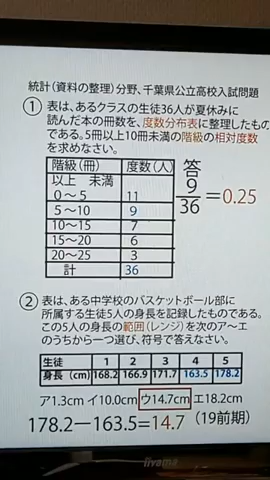 統計(資料の整理)分野、千葉県公立高校入試問題
① 表は、あるクラスの生徒36人が夏休みに
読んだ本の冊数を、度数分布表に整理したもの
である。5冊以上10冊未満の階級の相対度数
を求めなさい。
階級(冊) 度数(人)
以上 未満
0～5 11
5～10 9
10～15 7
15～20 6
20～25 3
計 36
答
9/36=0.25
② 表は、ある中学校のバスケットボール部に
所属する生徒5人の身長を記録したものである。
この5人の身長の範囲(レンジ)を次のア～エ
のうちから一つ選び、符号で答えなさい。
生徒 1 2 3 4 5
身長(cm) 168.2 166.9 171.7 163.5 178.2
ア1.3cm イ10.0cm ウ14.7cm エ18.2cm
178.2－163.5=14.7 (19前期)
iiyama